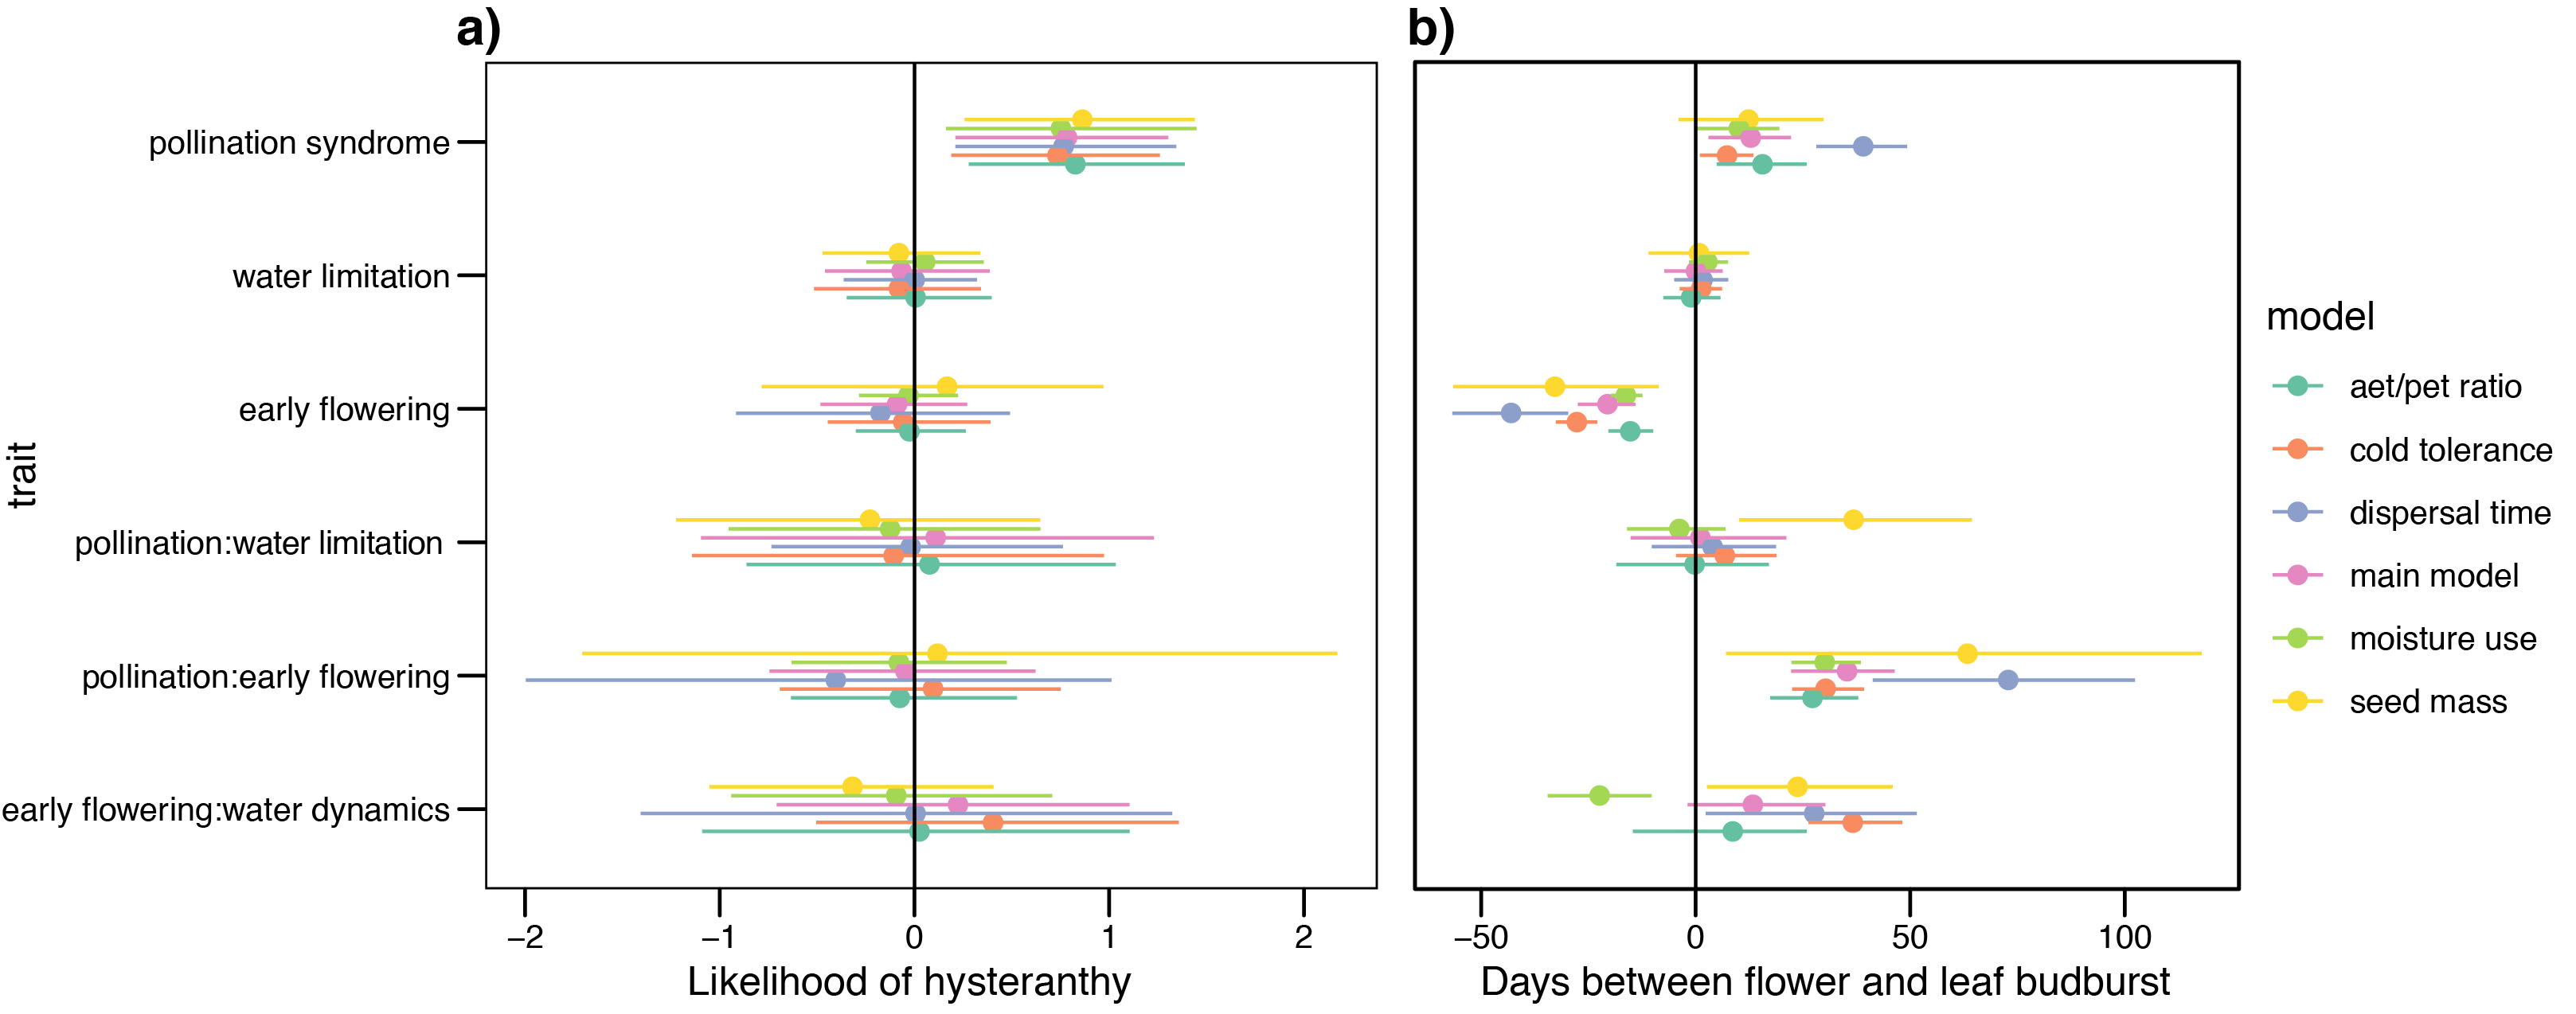 a)
b)
trait
pollination syndrome
water limitation
early flowering
pollination:water limitation
pollination:early flowering
early flowering:water dynamics
−2
−1
0
1
2
Likelihood of hysteranthy
−50
0
50
100
Days between flower and leaf budburst
model
aet/pet ratio
cold tolerance
dispersal time
main model
moisture use
seed mass